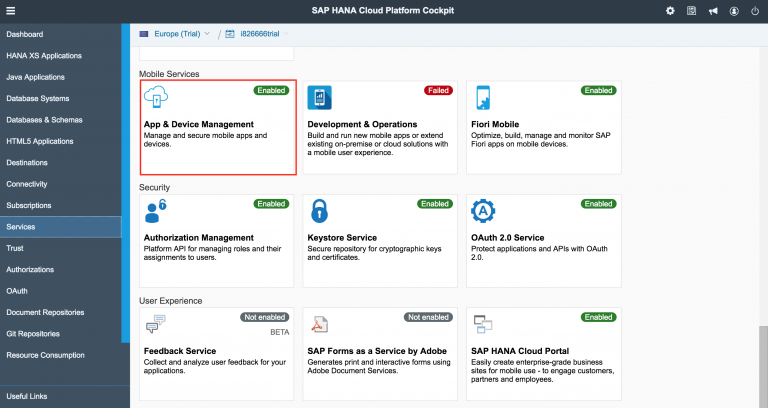 SAP HANA Cloud Platform Cockpit
Dashboard
HANA XS Applications
Java Applications
Database Systems
Databases & Schemas
HTML5 Applications
Destinations
Connectivity
Subscriptions
Services
Trust
Authorizations
OAuth
Document Repositories
Git Repositories
Resource Consumption
Useful Links
Europe (Trial) / i826666trial
Mobile Services
Enabled
App & Device Management
Manage and secure mobile apps and
devices.
Failed
Development & Operations
Build and run new mobile apps or extend
existing on-premise or cloud solutions with
a mobile user experience.
Enabled
Fiori Mobile
Optimize, build, manage and monitor SAP
Fiori apps on mobile devices.
Security
Enabled
Authorization Management
Platform API for managing roles and their
assignments to users.
Enabled
Keystore Service
Secure repository for cryptographic keys
and certificates.
Enabled
OAuth 2.0 Service
Protect applications and APIs with OAuth
2.0.
User Experience
Not enabled
BETA
Feedback Service
Collect and analyze user feedback for your
applications.
Not enabled
SAP Forms as a Service by Adobe
Generates print and interactive forms using
Adobe Document Services.
Enabled
SAP HANA Cloud Portal
Easily create enterprise-grade business
sites for mobile use - to engage customers,
partners and employees.